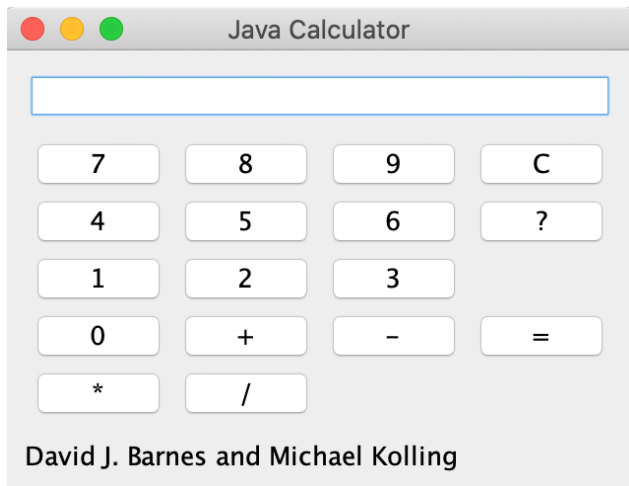 Java Calculator
7 8 9 C
4 5 6 ?
1 2 3
0 + - =
* /
David J. Barnes and Michael Kolling